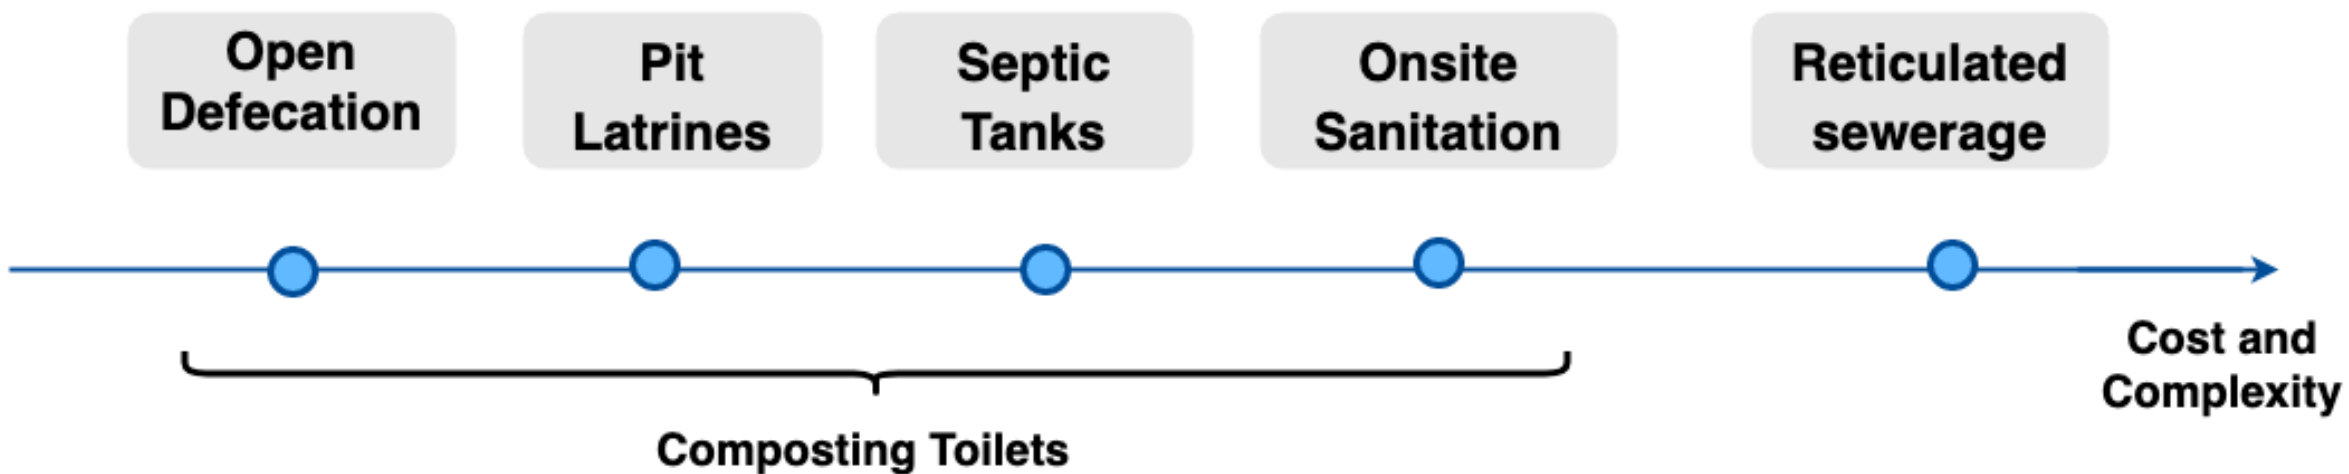 Open
Defecation
Pit
Latrines
Septic
Tanks
Onsite
Sanitation
Reticulated
sewerage
Cost and
Complexity
Composting Toilets